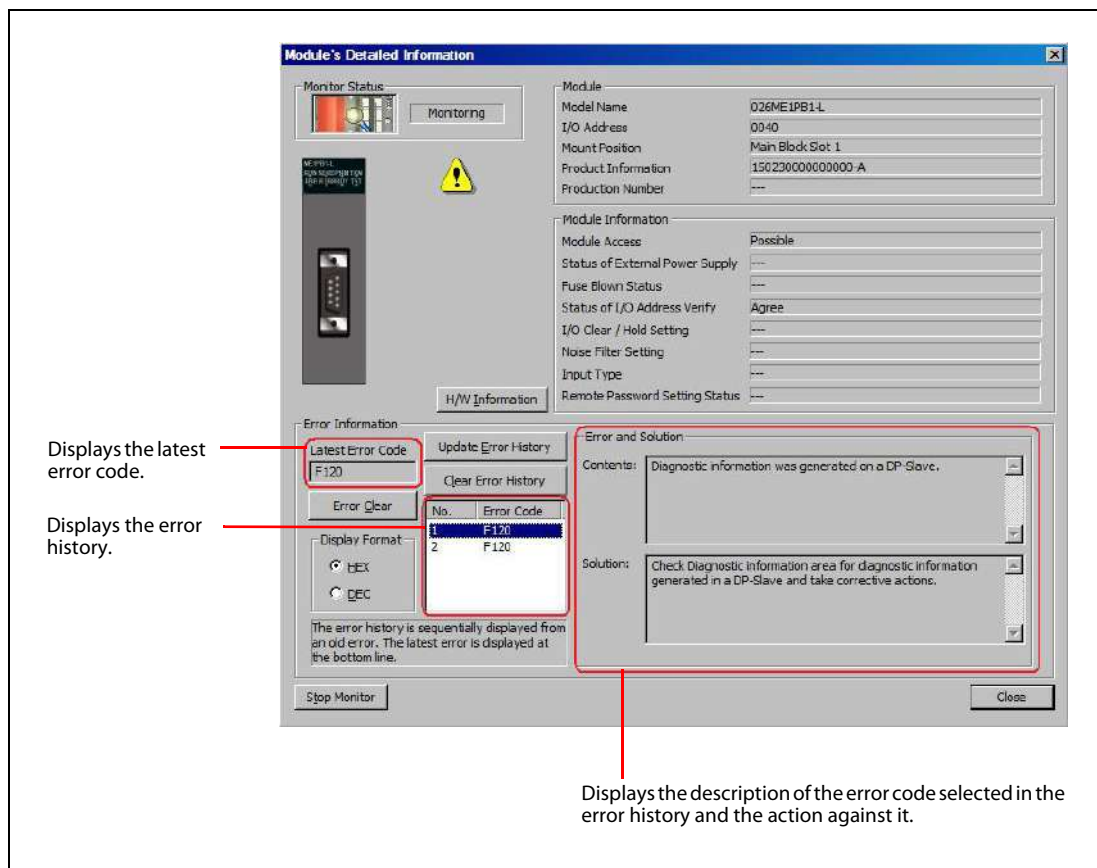 Module's Detailed Information
Monitor Status
Monitoring
Module
Model Name 026ME1PB1-L
I/O Address 0040
Mount Position Main Block Slot 1
Product Information 150230000000000-A
Production Number ---
ME1PB1-L
Module Information
Module Access Possible
Status of External Power Supply ---
Fuse Blown Status ---
Status of I/O Address Verify Agree
I/O Clear / Hold Setting ---
Noise Filter Setting ---
Input Type ---
Remote Password Setting Status ---
H/W Information
Error Information
Latest Error Code
F120
Error Clear
Update Error History
Clear Error History
No. Error Code
1 F120
2 F120
Display Format
HEX
DEC
The error history is sequentially displayed from
an old error. The latest error is displayed at
the bottom line.
Error and Solution
Contents: Diagnostic information was generated on a DP-Slave.
Solution: Check Diagnostic information area for diagnostic information
generated in a DP-Slave and take corrective actions.
Stop Monitor
Close
Displays the latest
error code.
Displays the error
history.
Displays the description of the error code selected in the
error history and the action against it.